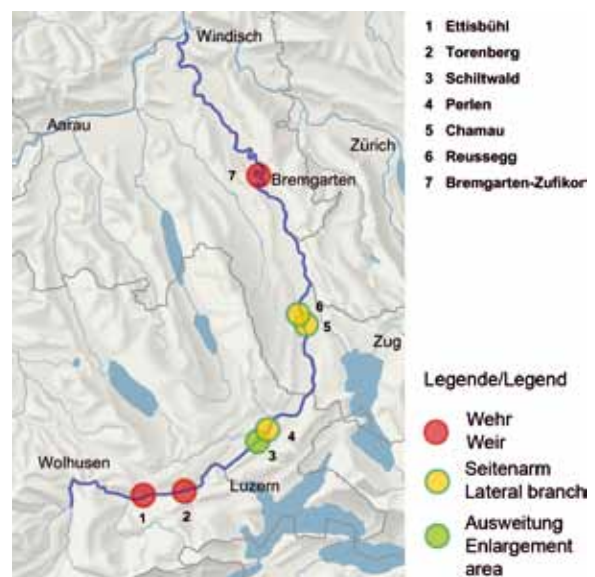 Windisch
Aarau
Zürich
7 Bremgarten
6
5
Zug
4
3
Wolhusen
Luzern
1 2
1 Ettisbühl
2 Torenberg
3 Schiltwald
4 Perlen
5 Chamau
6 Reussegg
7 Bremgarten-Zufikon
Legende/Legend
Wehr
Weir
Seitenarm
Lateral branch
Ausweitung
Enlargement
area